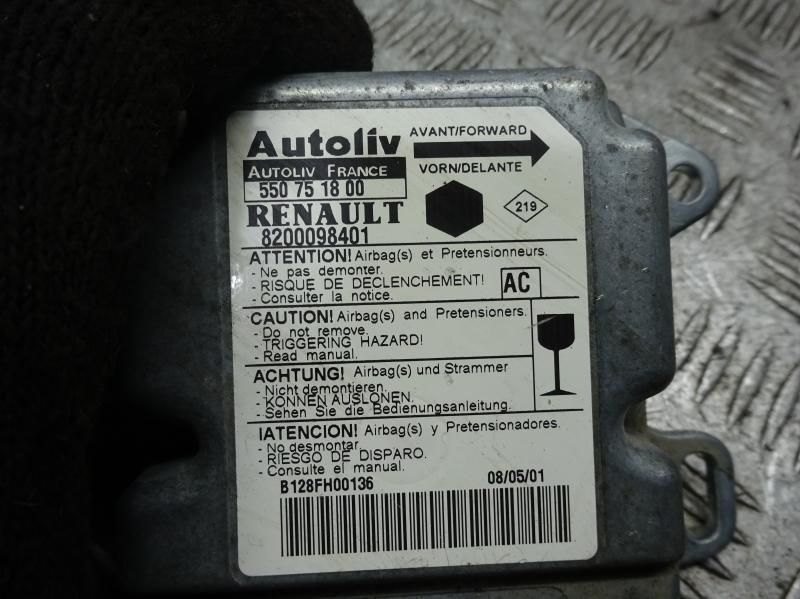 Autoliv
AVANT/FORWARD
AUTOLIV FRANCE
VORN/DELANTE
550 75 18 00
RENAULT
219
8200098401
ATTENTION! Airbag(s) et Pretensionneurs.
- Ne pas demonter.
- RISQUE DE DECLENCHEMENT!
- Consulter la notice.
AC
CAUTION! Airbag(s) and Pretensioners.
- Do not remove.
- TRIGGERING HAZARD!
- Read manual.
ACHTUNG! Airbag(s) und Strammer
- Nicht demontieren.
- KONNEN AUSLONEN.
- Sehen Sie die Bedienungsanleitung.
IATENCION! Airbag(s) y Pretensionadores.
- No desmontar.
- RIESGO DE DISPARO.
- Consulte el manual.
B128FH00136
08/05/01